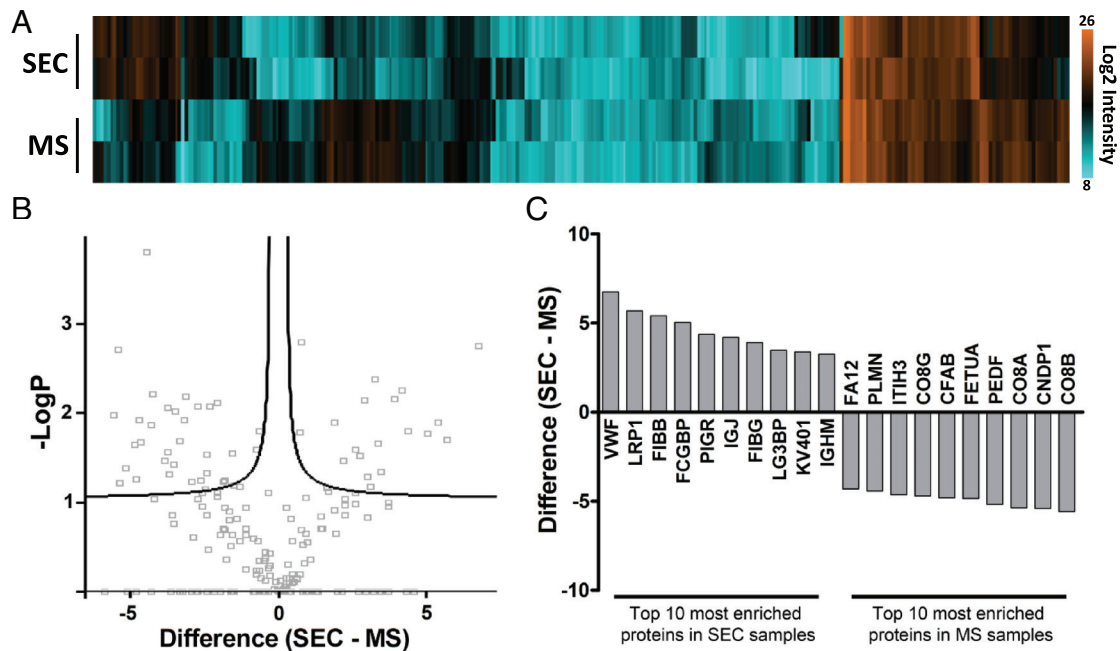 A
SEC
MS
26
Log2 Intensity
8
B
-LogP
3
2
1
-5
0
5
Difference (SEC - MS)
C
Difference (SEC - MS)
10
5
0
-5
-10
VWF
LRP1
FIBB
FCGBP
PIGR
IGJ
FIBG
LG3BP
KV401
IGHM
FA12
PLMN
ITIH3
CO8G
CFAB
FETUA
PEDF
CO8A
CNDP1
CO8B
Top 10 most enriched
proteins in SEC samples
Top 10 most enriched
proteins in MS samples